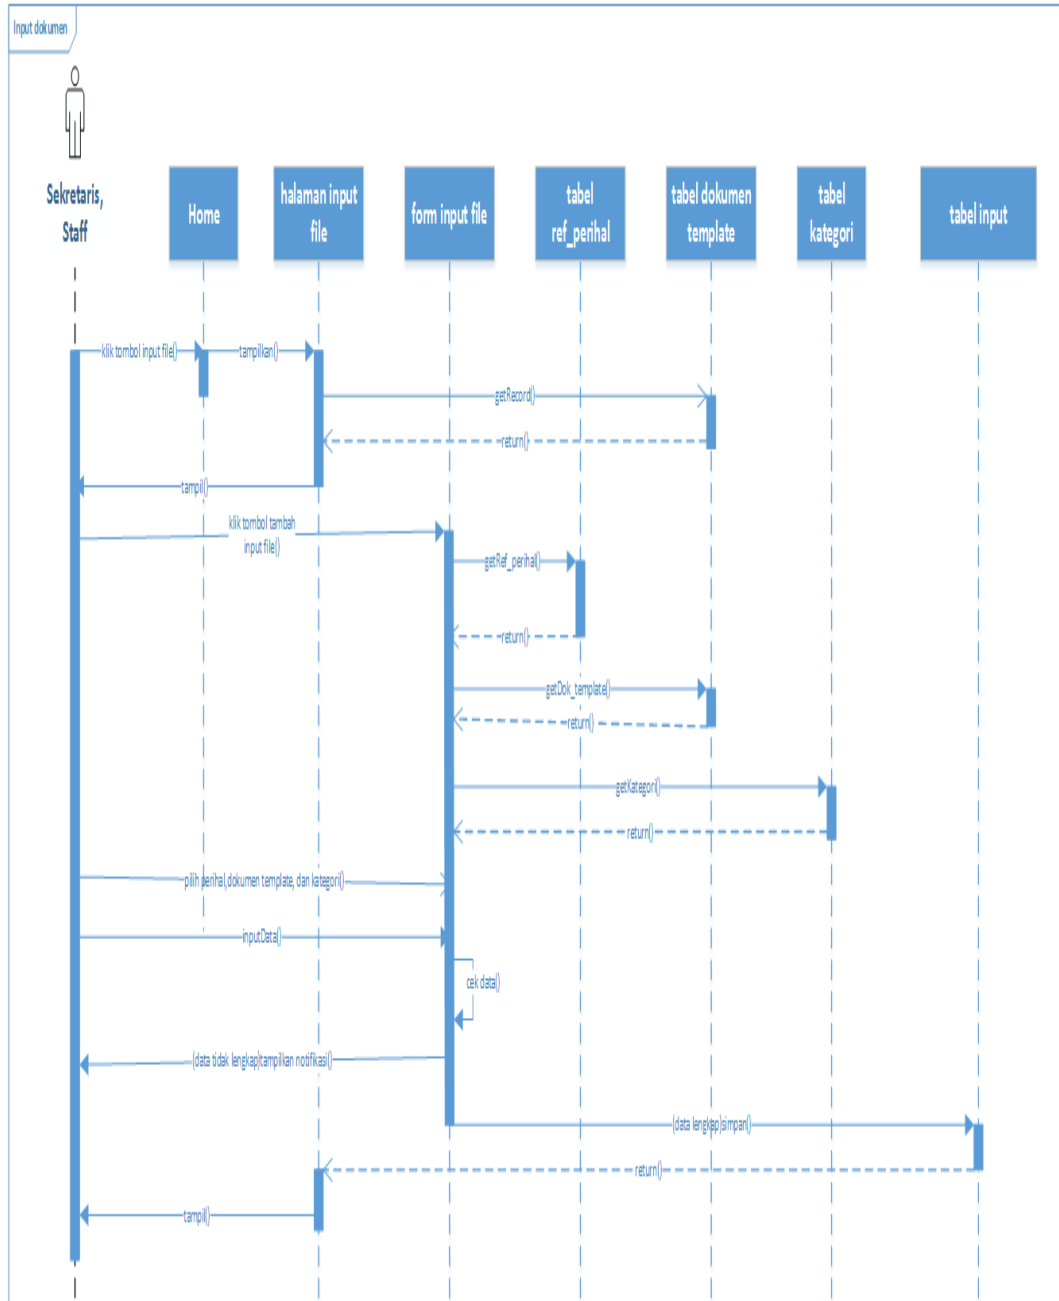 Input dokumen
Sekretaris,
Staff
Home
halaman input
file
form input file
tabel
ref_perihal
tabel dokumen
template
tabel
kategori
tabel input
klik tombol input file()
tampilkan()
getRecord()
return()
tampil()
klik tombol tambah
input file()
getRef_perihal()
return()
getDok_template()
return()
getKategori()
return()
pilih perihal,dokumen template, dan kategori()
inputData()
cek data()
(data tidak lengkap)tampilkan notifikasi()
(data lengkap)simpan()
return()
tampil()